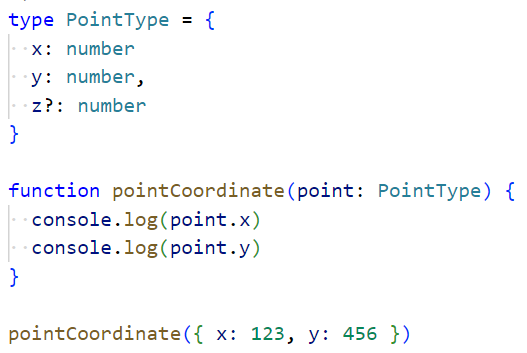 type PointType = {
  x: number
  y: number,
  z?: number
}

function pointCoordinate(point: PointType) {
  console.log(point.x)
  console.log(point.y)
}

pointCoordinate({ x: 123, y: 456 })